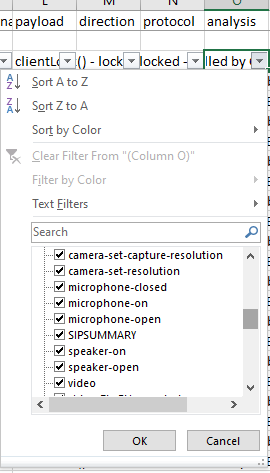 L M N O
na payload direction protocol analysis
clientLo () - lock locked - lled by
Sort A to Z
Sort Z to A
Sort by Color
Clear Filter From "(Column O)"
Filter by Color
Text Filters
Search
camera-set-capture-resolution
camera-set-resolution
microphone-closed
microphone-on
microphone-open
SIPSUMMARY
speaker-on
speaker-open
video
OK Cancel